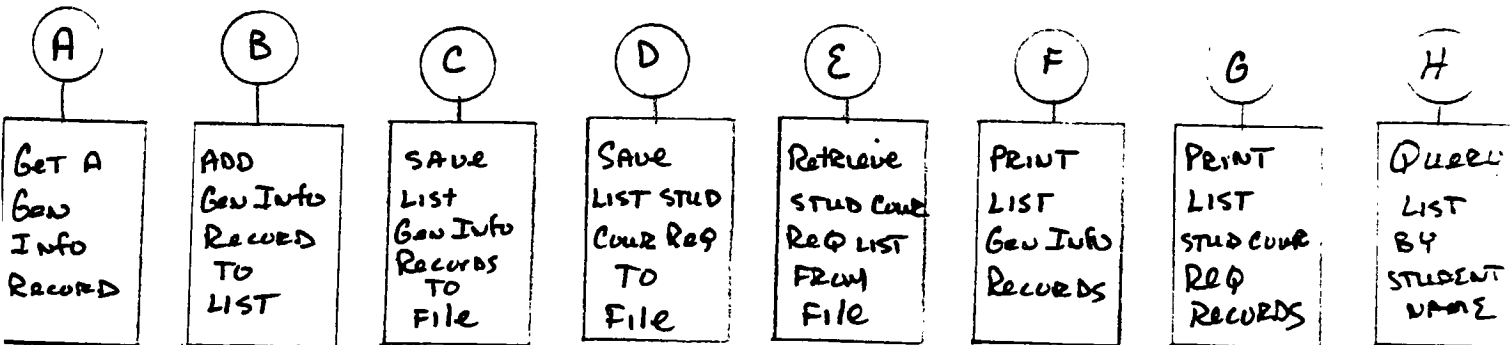 A
B
C
D
E
F
G
H
GeT A
Gen
Info
RecorD
ADD
Gen Info
RecorD
TO
LIST
SAve
LIST
Gen Info
Records
TO
File
SAve
LIST STUD
Cour Req
TO
File
Retrieve
STUD Cour
Req LIST
From
File
PRINT
LIST
Gen Info
RecorDS
PRINT
LIST
STUD Cour
Req
RecorDS
LIST
BY
STUDENT
NAME